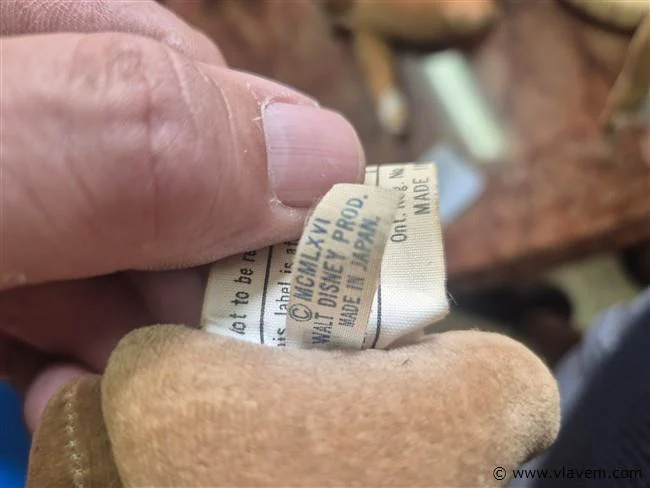 © MCMLXVI
WALT DISNEY PROD.
MADE IN JAPAN.
Not to be re
is label is a
Ont. Reg. No
MADE I
© www.vlavem.com